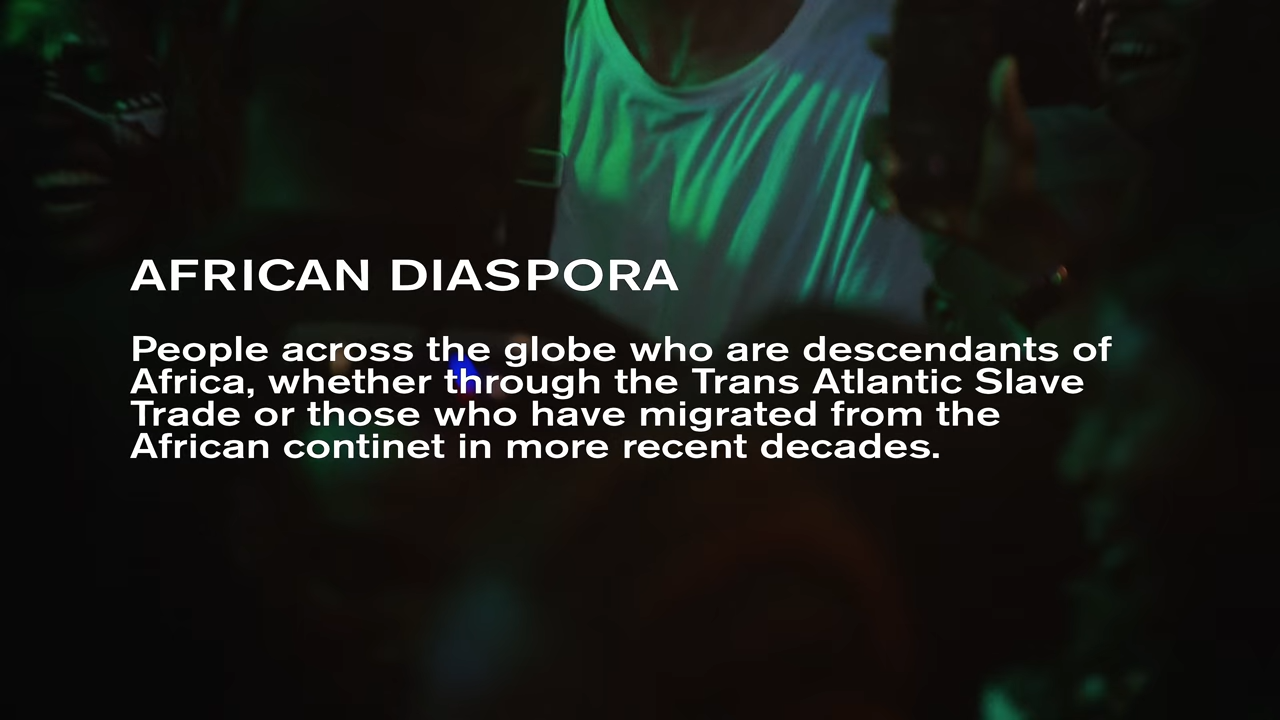 AFRICAN DIASPORA
People across the globe who are descendants of
Africa, whether through the Trans Atlantic Slave
Trade or those who have migrated from the
African continet in more recent decades.